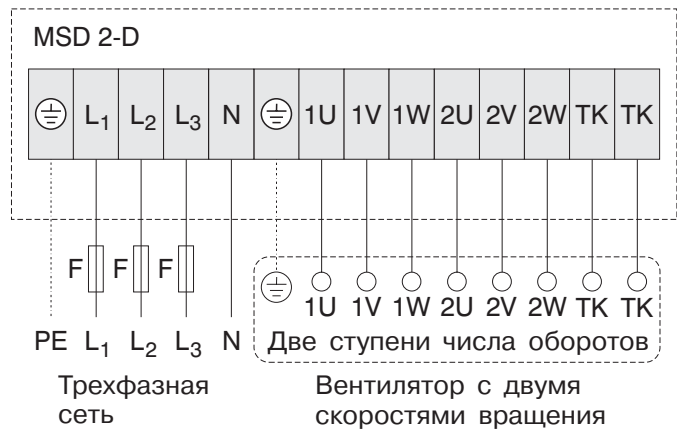 MSD 2-D
L₁ L₂ L₃ N 1U 1V 1W 2U 2V 2W TK TK
F F F
1U 1V 1W 2U 2V 2W TK TK
PE L₁ L₂ L₃ N Две ступени числа оборотов
Трехфазная
сеть
Вентилятор с двумя
скоростями вращения